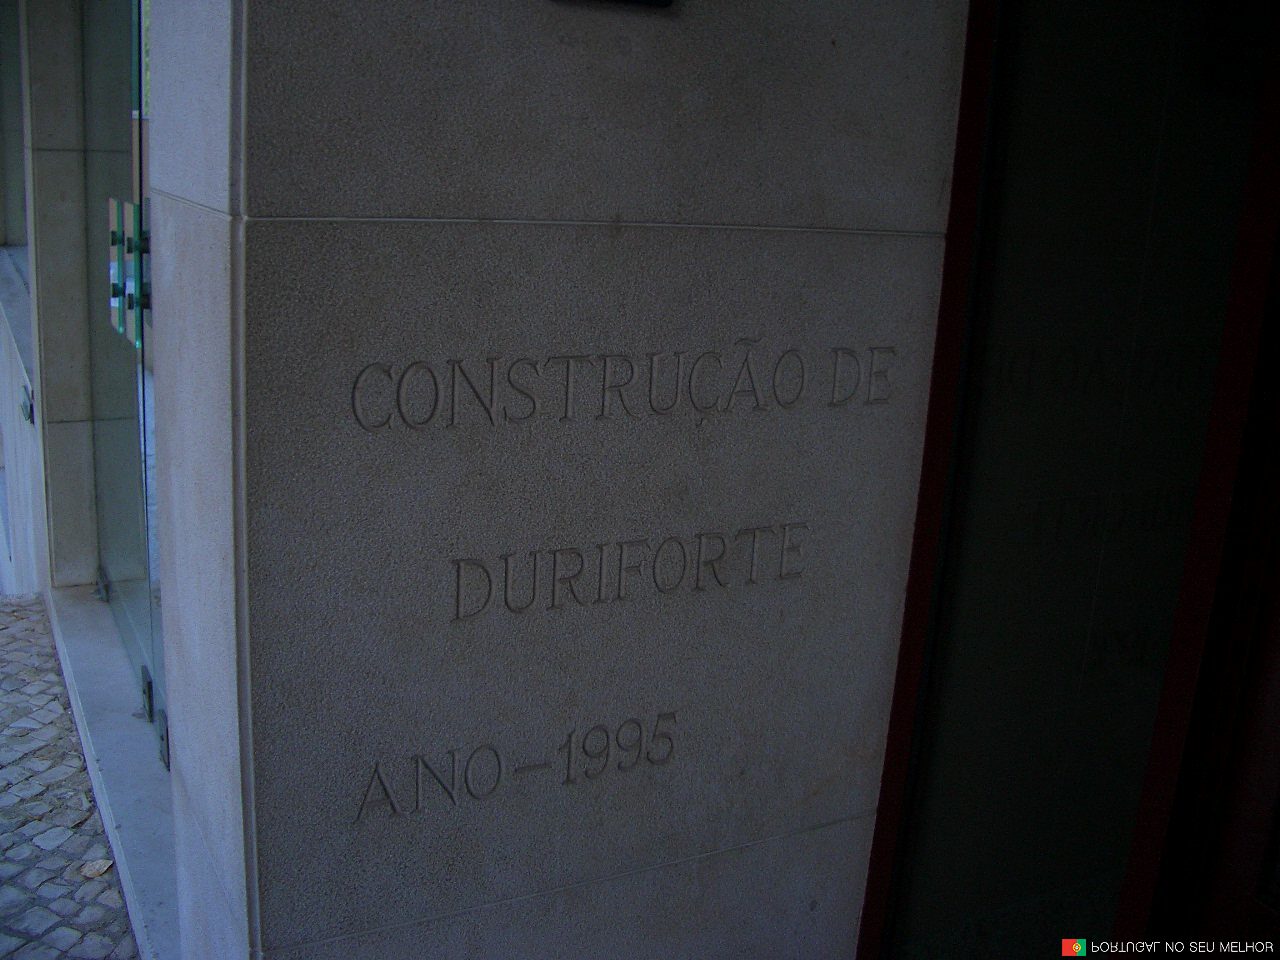 CONSTRUÇÃO DE
DURIFORTE
ANO-1995
PORTUGAL NO SEU MELHOR